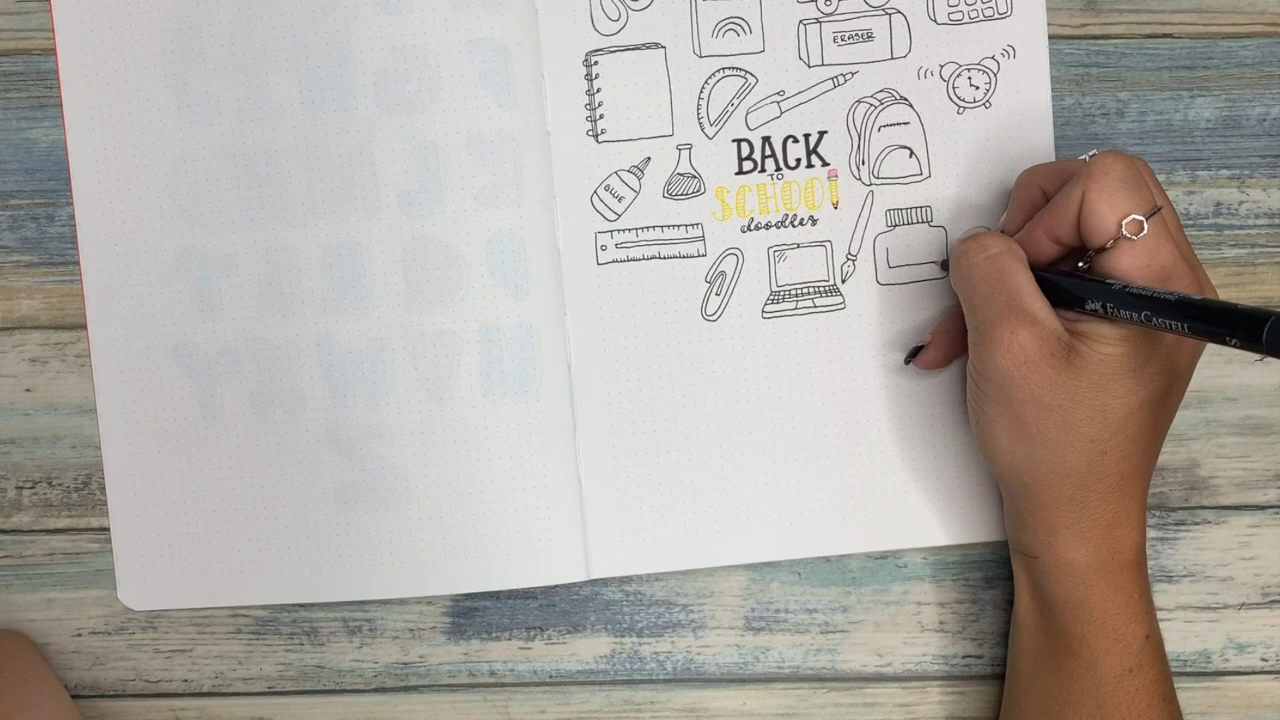 ERASER
BACK
TO
SCHOOL
doodles
GLUE
FABER-CASTELL
S